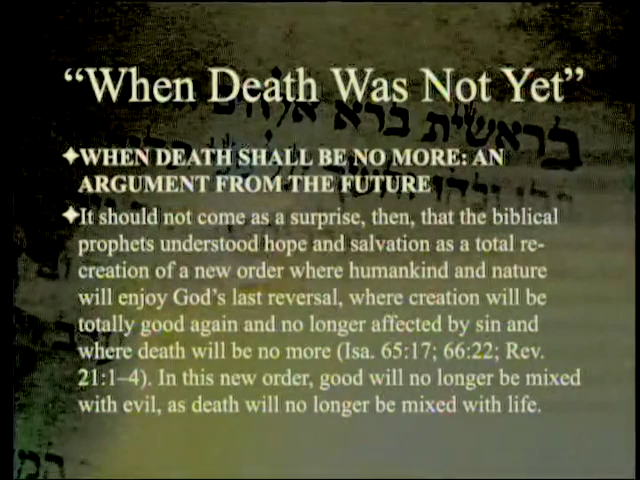 “When Death Was Not Yet”
בראשית ברא אלהים
✦WHEN DEATH SHALL BE NO MORE: AN
ARGUMENT FROM THE FUTURE
✦It should not come as a surprise, then, that the biblical
prophets understood hope and salvation as a total re-
creation of a new order where humankind and nature
will enjoy God’s last reversal, where creation will be
totally good again and no longer affected by sin and
where death will be no more (Isa. 65:17; 66:22; Rev.
21:1–4). In this new order, good will no longer be mixed
with evil, as death will no longer be mixed with life.